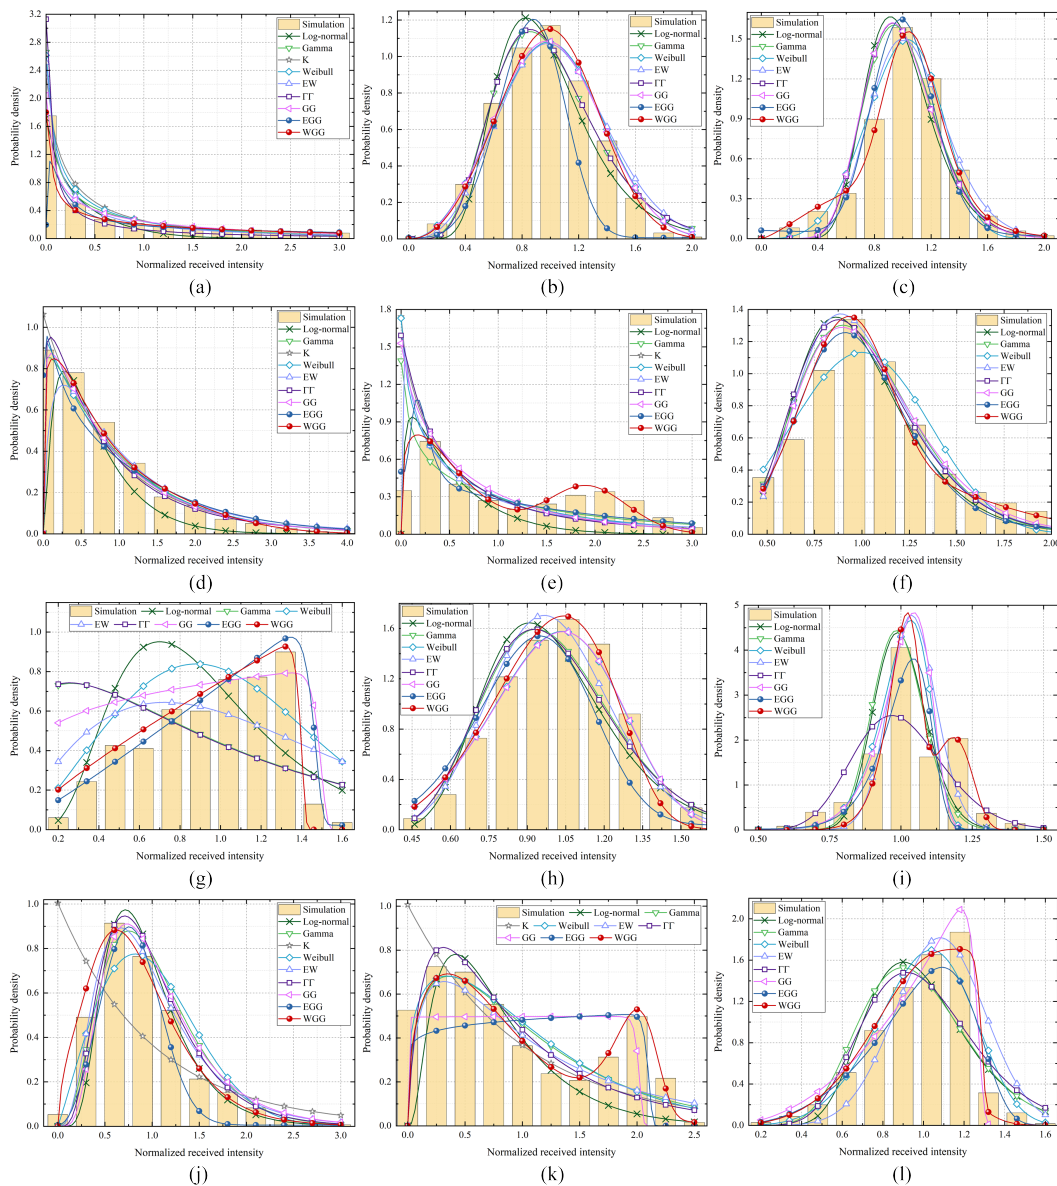 Probability density
3.2
2.8
2.4
2.0
1.6
1.2
0.8
0.4
0.0
Simulation
Log-normal
Gamma
K
Weibull
EW
ΓΓ
GG
EGG
WGG
0.0 0.6 1.2 1.8 2.4 3.0
Normalized received intensity
(a)
Probability density
1.2
1.0
0.8
0.6
0.4
0.2
0.0
Simulation
Log-normal
Gamma
Weibull
EW
ΓΓ
GG
EGG
WGG
0.0 0.4 0.8 1.2 1.6 2.0
Normalized received intensity
(b)
Probability density
1.5
1.2
0.9
0.6
0.3
0.0
Simulation
Log-normal
Gamma
Weibull
EW
ΓΓ
GG
EGG
WGG
0.0 0.4 0.8 1.2 1.6 2.0
Normalized received intensity
(c)
Probability density
1.0
0.8
0.6
0.4
0.2
0.0
Simulation
Log-normal
Gamma
K
Weibull
EW
ΓΓ
GG
EGG
WGG
0.0 0.5 1.0 1.5 2.0 2.5 3.0 3.5 4.0
Normalized received intensity
(d)
Probability density
1.8
1.5
1.2
0.9
0.6
0.3
0.0
Simulation
Log-normal
Gamma
K
Weibull
EW
ΓΓ
GG
EGG
WGG
0.0 0.6 1.2 1.8 2.4 3.0
Normalized received intensity
(e)
Probability density
1.4
1.2
1.0
0.8
0.6
0.4
0.2
0.0
Simulation
Log-normal
Gamma
Weibull
EW
ΓΓ
GG
EGG
WGG
0.50 0.75 1.00 1.25 1.50 1.75 2.00
Normalized received intensity
(f)
Probability density
1.0
0.8
0.6
0.4
0.2
0.0
Simulation Log-normal Gamma Weibull
EW ΓΓ GG EGG WGG
0.2 0.4 0.6 0.8 1.0 1.2 1.4 1.6
Normalized received intensity
(g)
Probability density
1.6
1.2
0.8
0.4
0.0
Simulation
Log-normal
Gamma
Weibull
EW
ΓΓ
GG
EGG
WGG
0.45 0.60 0.75 0.90 1.05 1.20 1.35 1.50
Normalized received intensity
(h)
Probability density
5
4
3
2
1
0
Simulation
Log-normal
Gamma
Weibull
EW
ΓΓ
GG
EGG
WGG
0.50 0.75 1.00 1.25 1.50
Normalized received intensity
(i)
Probability density
1.0
0.8
0.6
0.4
0.2
0.0
Simulation
Log-normal
Gamma
K
Weibull
EW
ΓΓ
GG
EGG
WGG
0.0 0.5 1.0 1.5 2.0 2.5 3.0
Normalized received intensity
(j)
Probability density
1.0
0.8
0.6
0.4
0.2
0.0
Simulation Log-normal Gamma
K Weibull EW ΓΓ
GG EGG WGG
0.0 0.5 1.0 1.5 2.0 2.5
Normalized received intensity
(k)
Probability density
2.0
1.6
1.2
0.8
0.4
0.0
Simulation
Log-normal
Gamma
Weibull
EW
ΓΓ
GG
EGG
WGG
0.2 0.4 0.6 0.8 1.0 1.2 1.4 1.6
Normalized received intensity
(l)